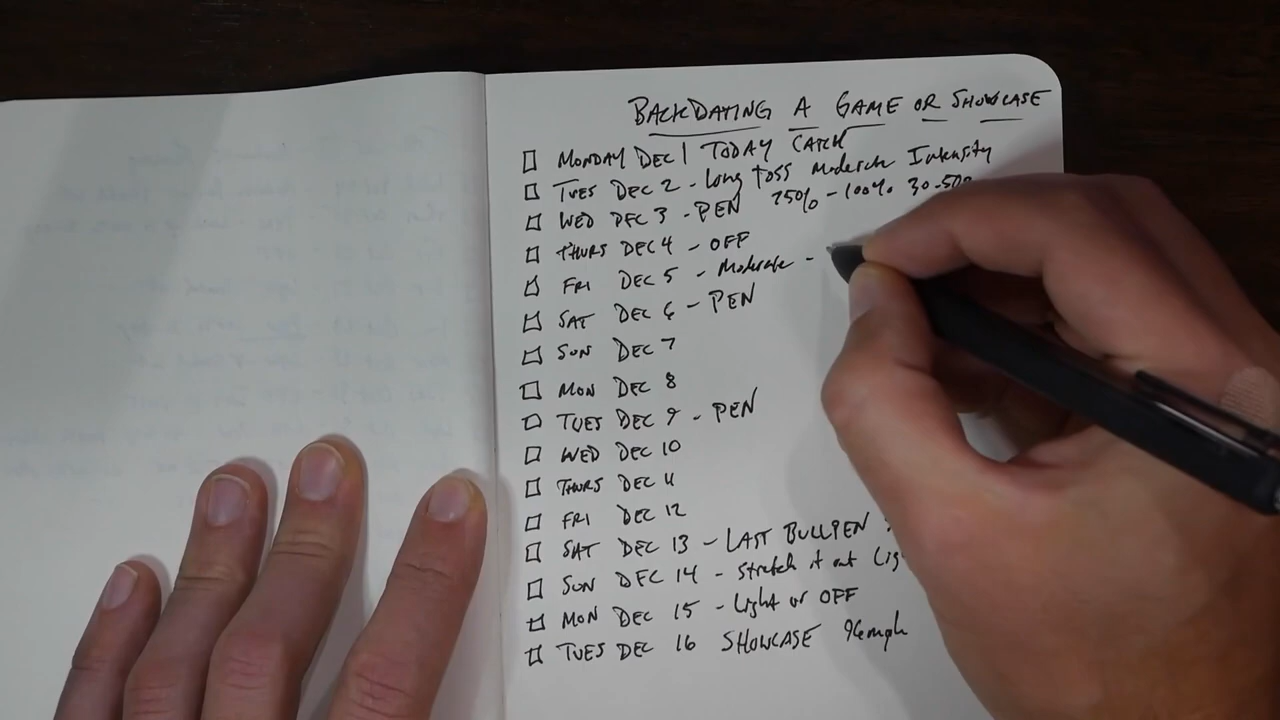 BACKDATING A GAME OR SHOWCASE
MONDAY DEC 1 TODAY CATCH
TUES DEC 2 - Long Toss Moderate Intensity
WED DEC 3 - PEN 75% - 100% 30-50p
THURS DEC 4 - OFF
FRI DEC 5 - Moderate -
SAT DEC 6 - PEN
SUN DEC 7
MON DEC 8
TUES DEC 9 - PEN
WED DEC 10
THURS DEC 11
FRI DEC 12
SAT DEC 13 - LAST BULLPEN
SUN DEC 14 - Stretch it out Lig
MON DEC 15 - Light or OFF
TUES DEC 16 SHOWCASE 96mph